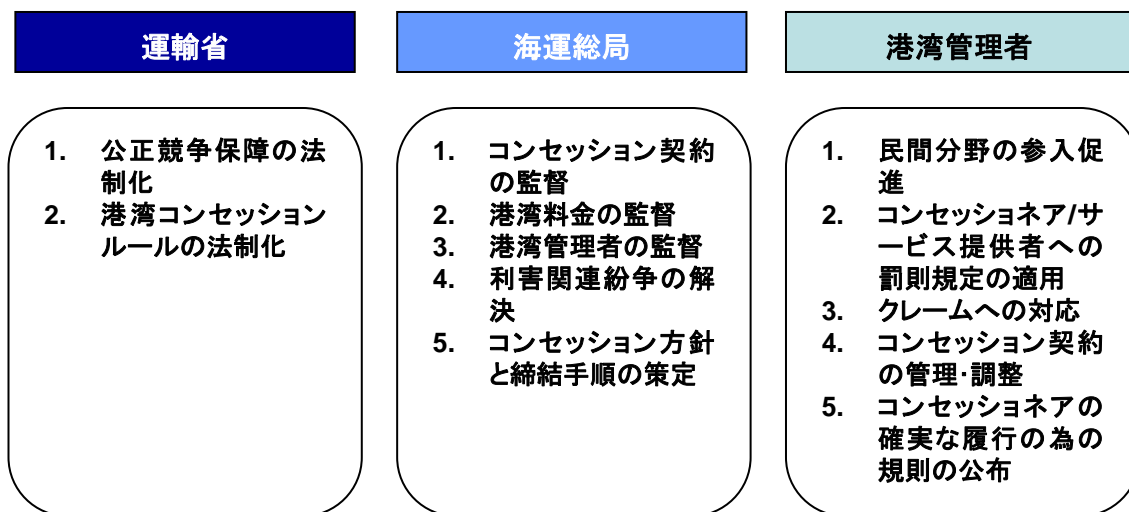 運輸省
海運総局
港湾管理者
1. 公正競争保障の法
制化
2. 港湾コンセッション
ルールの法制化
1. コンセッション契約
の監督
2. 港湾料金の監督
3. 港湾管理者の監督
4. 利害関連紛争の解
決
5. コンセッション方針
と締結手順の策定
1. 民間分野の参入促
進
2. コンセッショネア/サ
ービス提供者への
罰則規定の適用
3. クレームへの対応
4. コンセッション契約
の管理・調整
5. コンセッショネアの
確実な履行の為の
規則の公布